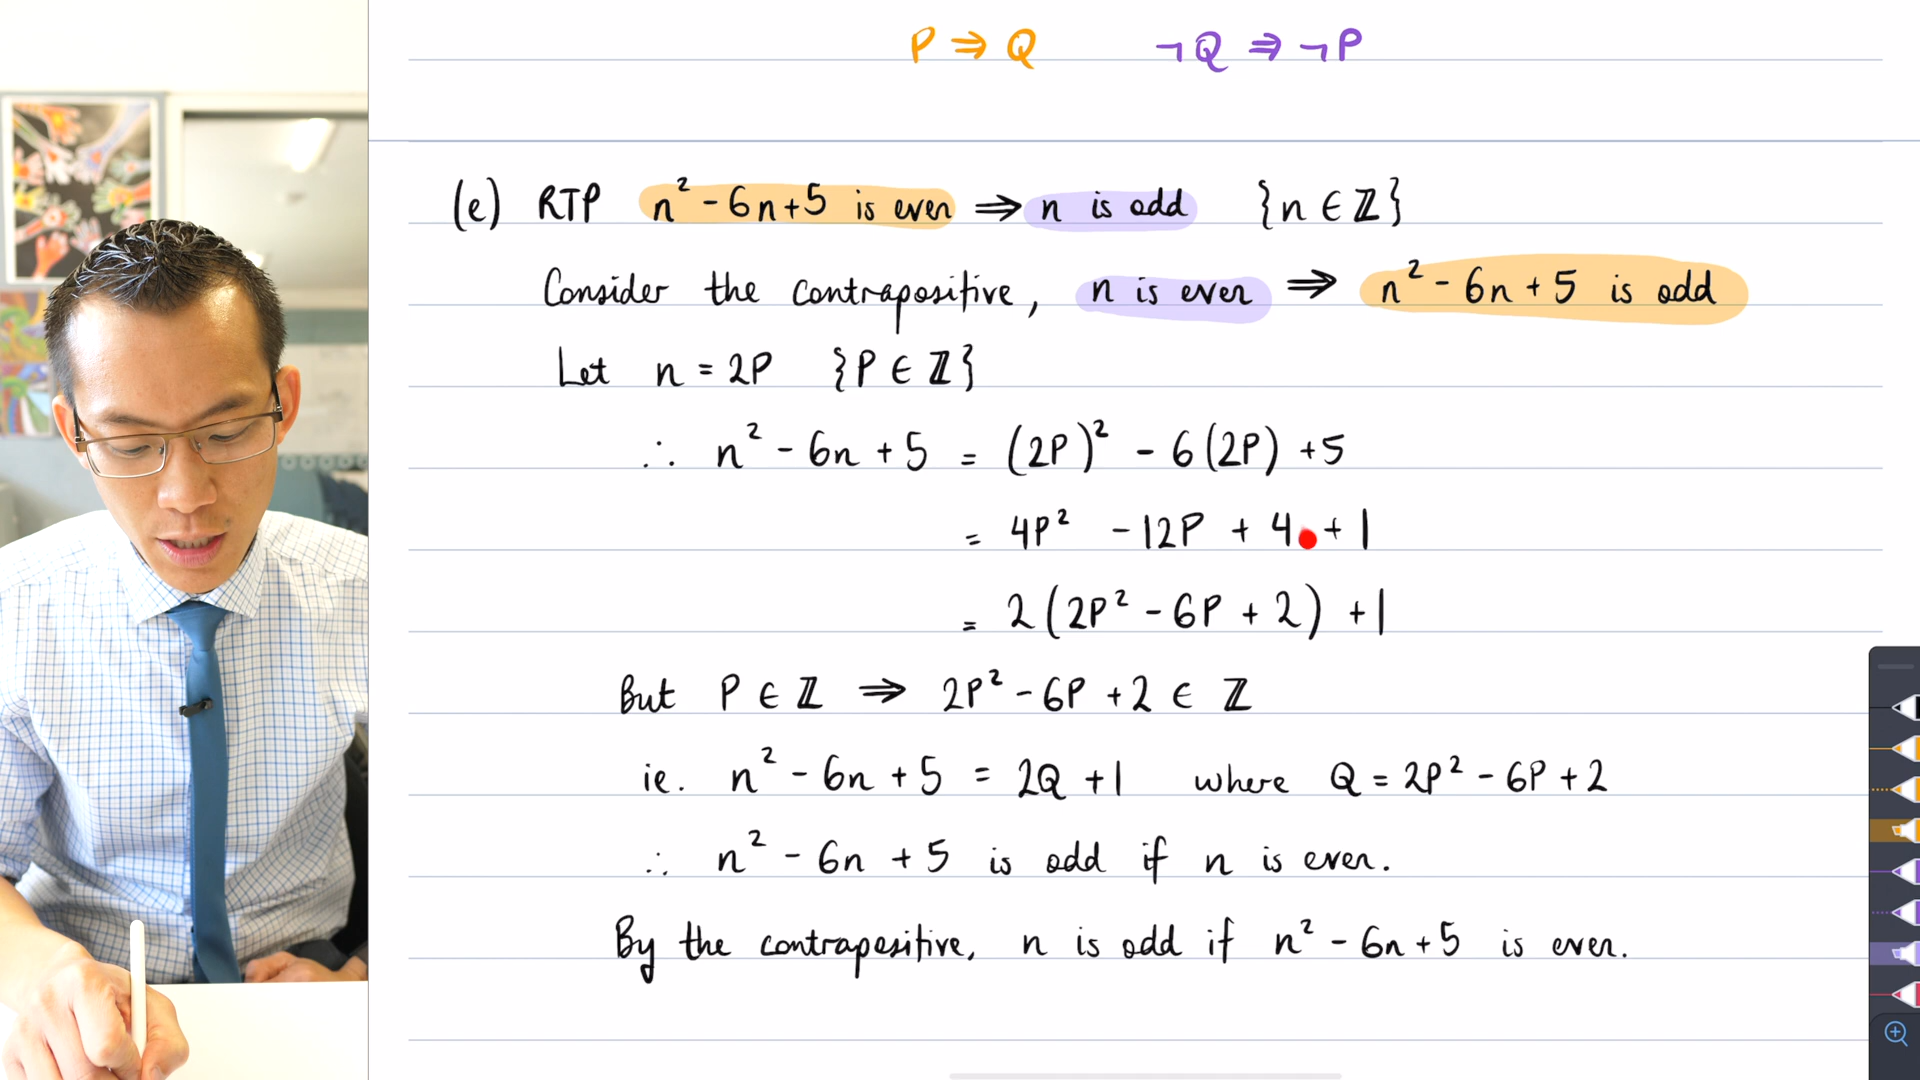 P ⇒ Q ¬Q ⇒ ¬P
(e) RTP n² - 6n + 5 is even ⇒ n is odd {n ∈ ℤ}
Consider the contrapositive, n is even ⇒ n² - 6n + 5 is odd
Let n = 2P {P ∈ ℤ}
∴ n² - 6n + 5 = (2P)² - 6(2P) + 5
= 4P² - 12P + 4 + 1
= 2(2P² - 6P + 2) + 1
But P ∈ ℤ ⇒ 2P² - 6P + 2 ∈ ℤ
ie. n² - 6n + 5 = 2Q + 1 where Q = 2P² - 6P + 2
∴ n² - 6n + 5 is odd if n is even.
By the contrapositive, n is odd if n² - 6n + 5 is even.